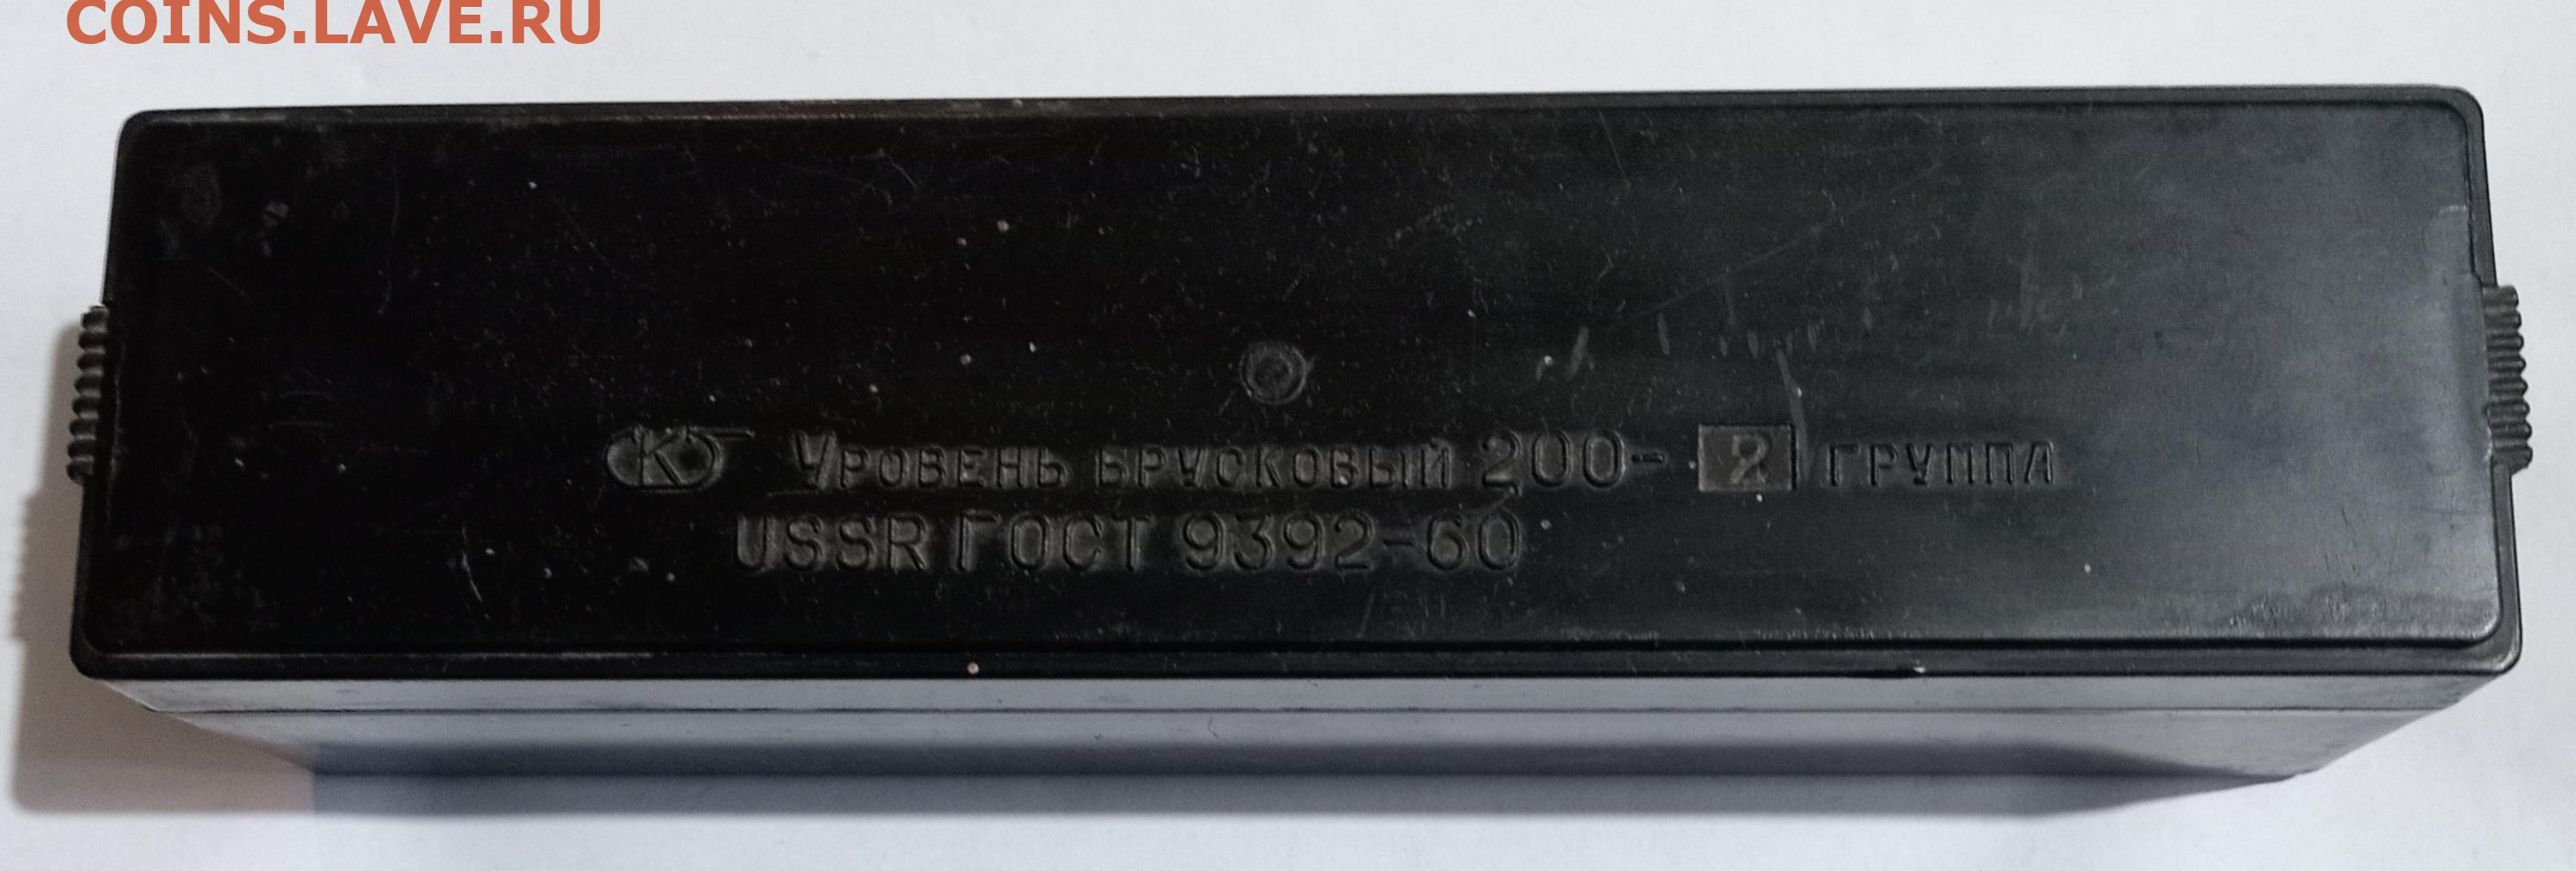 COINS.LAVE.RU
К УРОВЕНЬ БРУСКОВЫЙ 200- 2 ГРУППА
USSR ГОСТ 9392-60